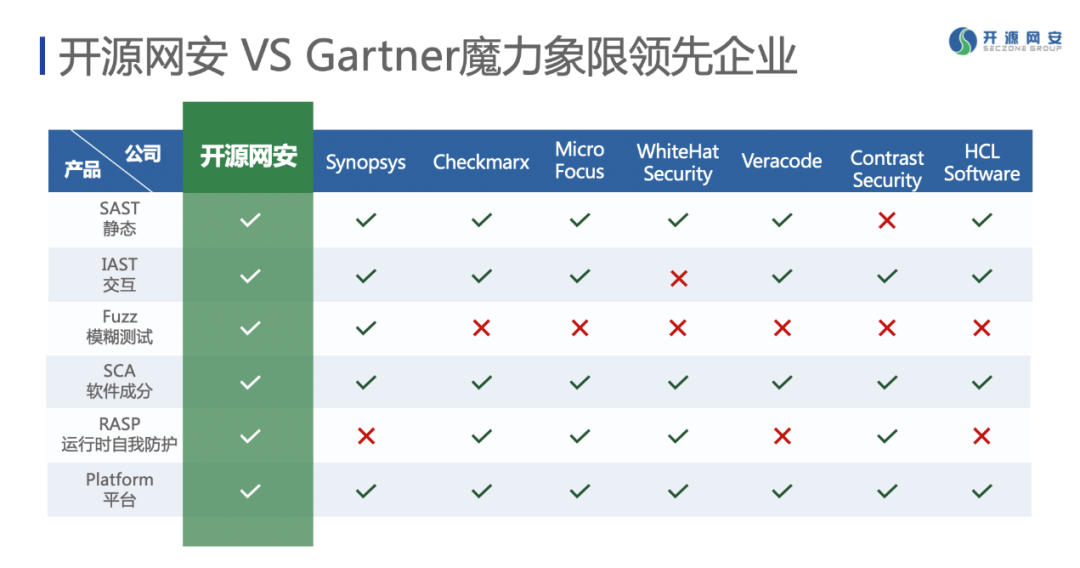 开源网安 VS Gartner魔力象限领先企业
开源网安
SECZONE GROUP
公司
产品
开源网安
Synopsys
Checkmarx
Micro
Focus
WhiteHat
Security
Veracode
Contrast
Security
HCL
Software
SAST
静态
IAST
交互
Fuzz
模糊测试
SCA
软件成分
RASP
运行时自我防护
Platform
平台